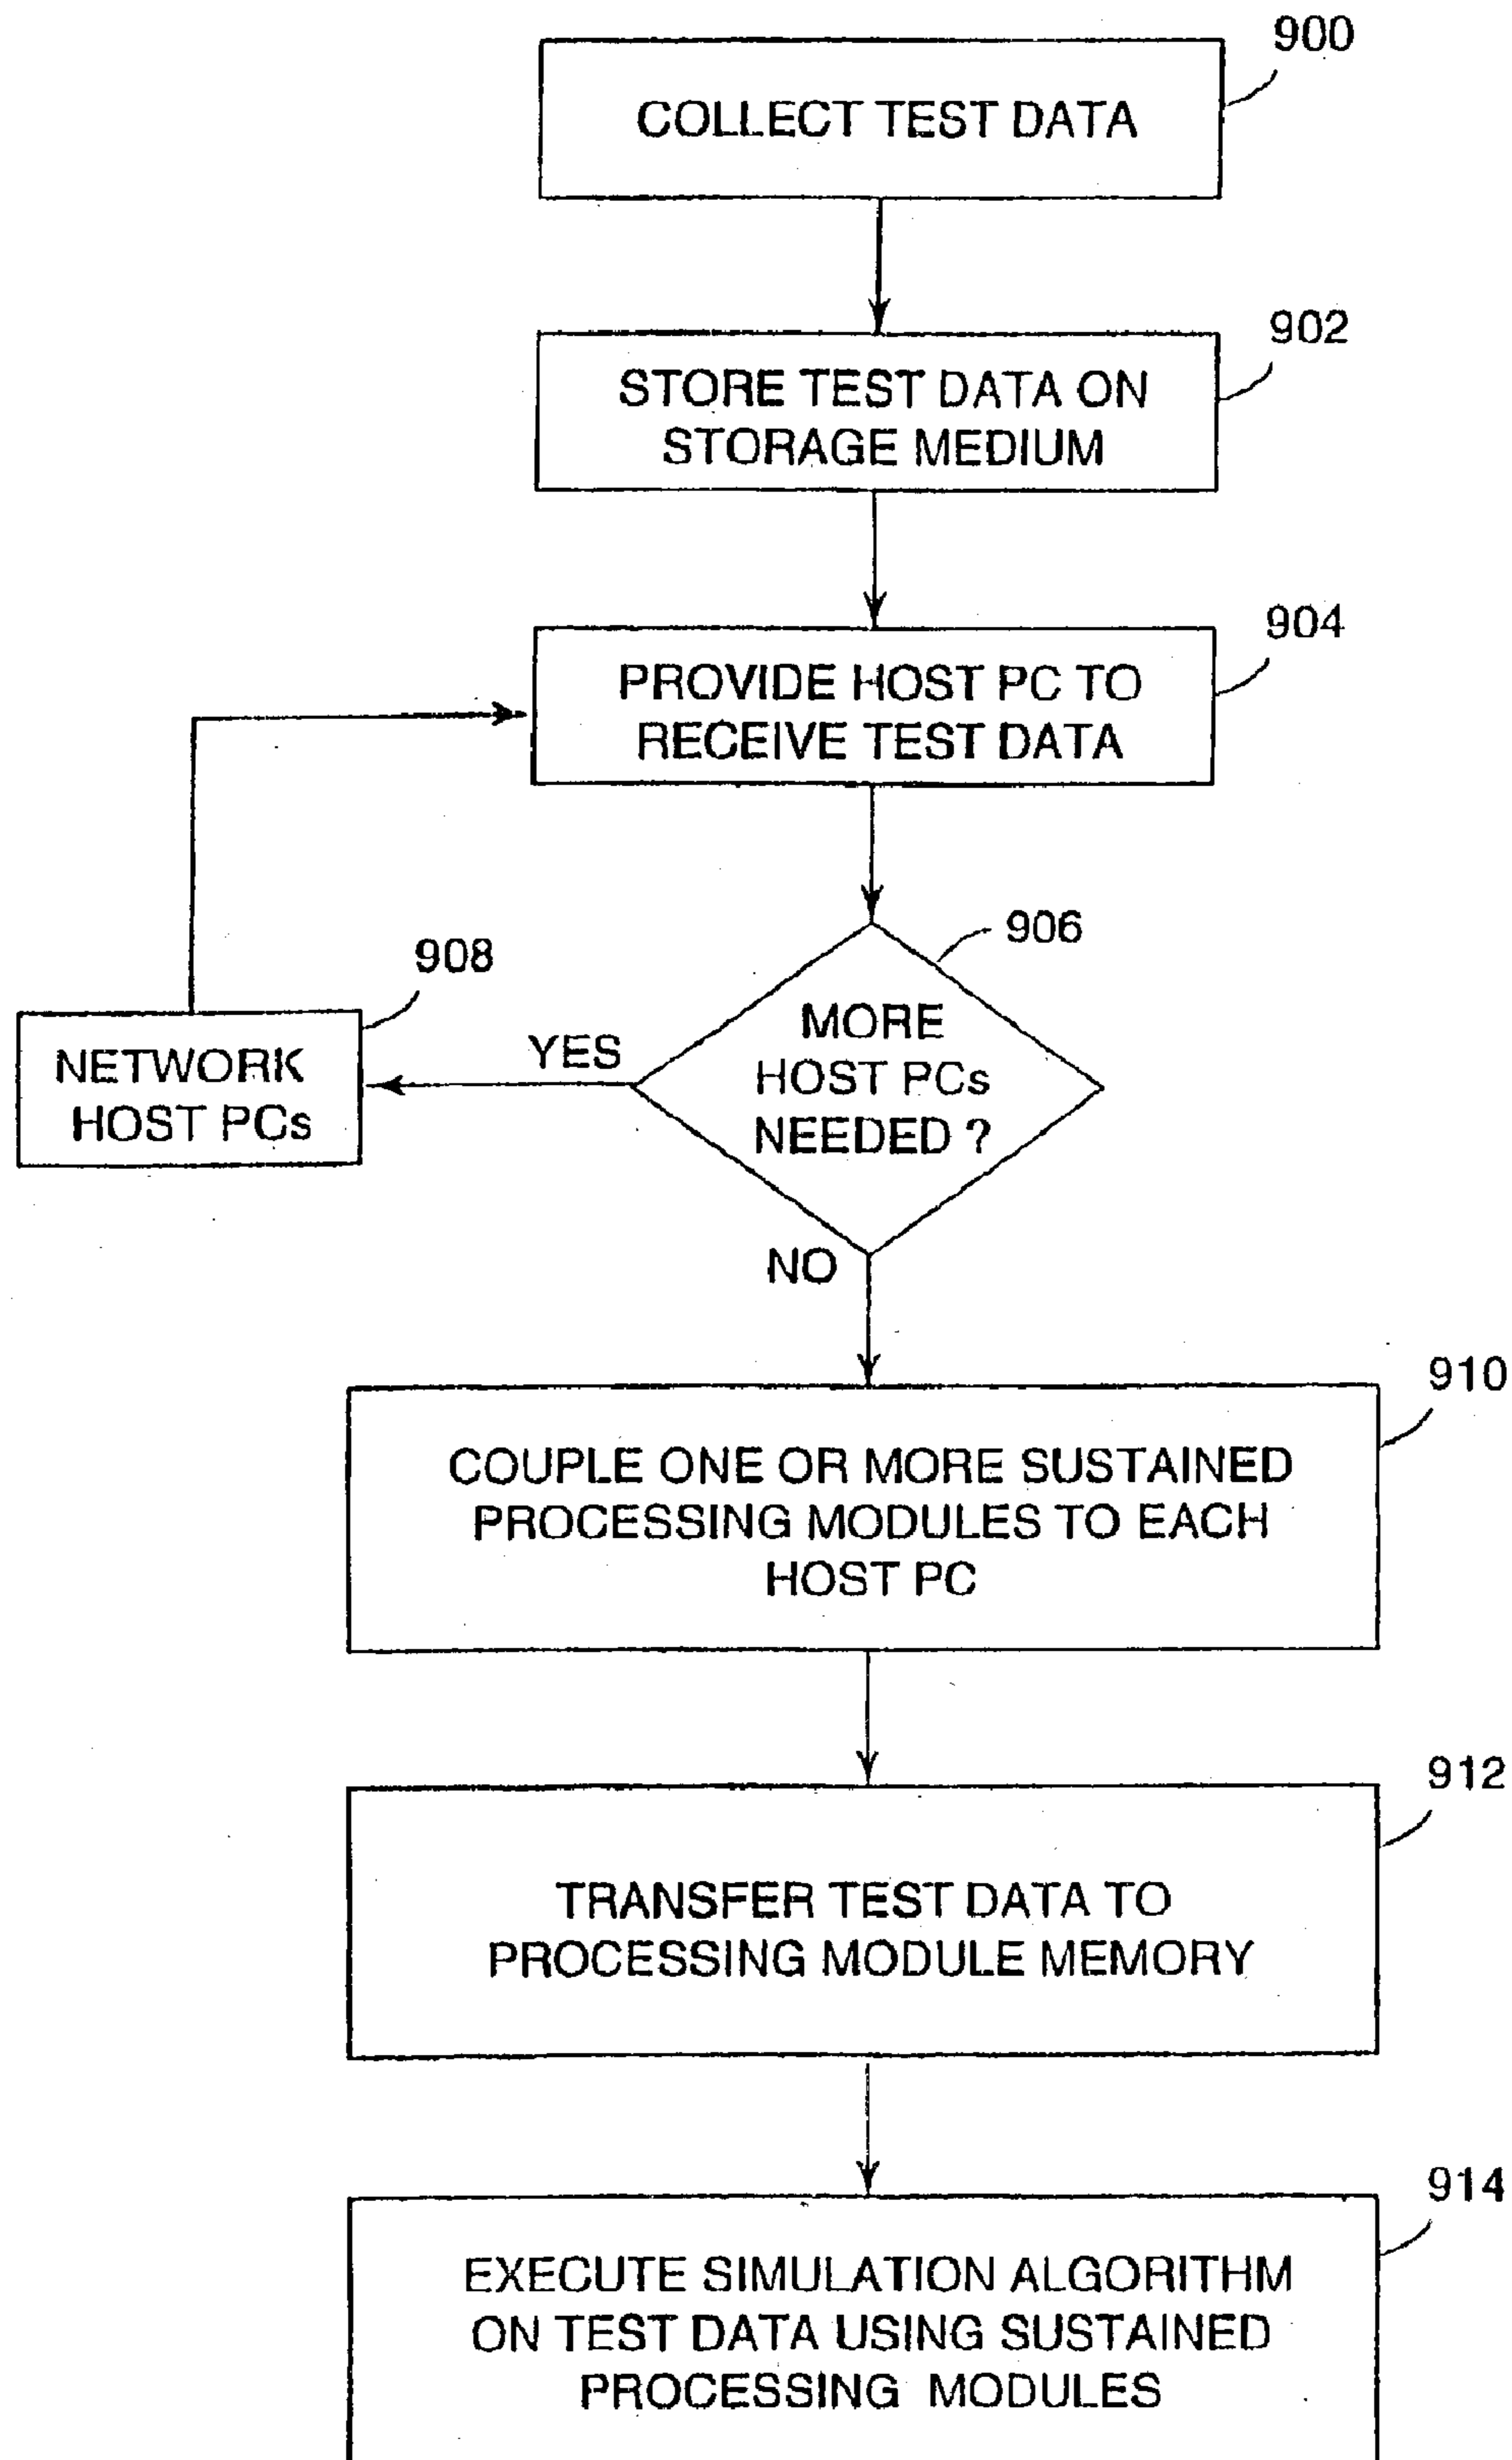 900
COLLECT TEST DATA
902
STORE TEST DATA ON
STORAGE MEDIUM
904
PROVIDE HOST PC TO
RECEIVE TEST DATA
906
MORE
HOST PCs
NEEDED ?
908
YES
NETWORK
HOST PCs
NO
910
COUPLE ONE OR MORE SUSTAINED
PROCESSING MODULES TO EACH
HOST PC
912
TRANSFER TEST DATA TO
PROCESSING MODULE MEMORY
914
EXECUTE SIMULATION ALGORITHM
ON TEST DATA USING SUSTAINED
PROCESSING MODULES